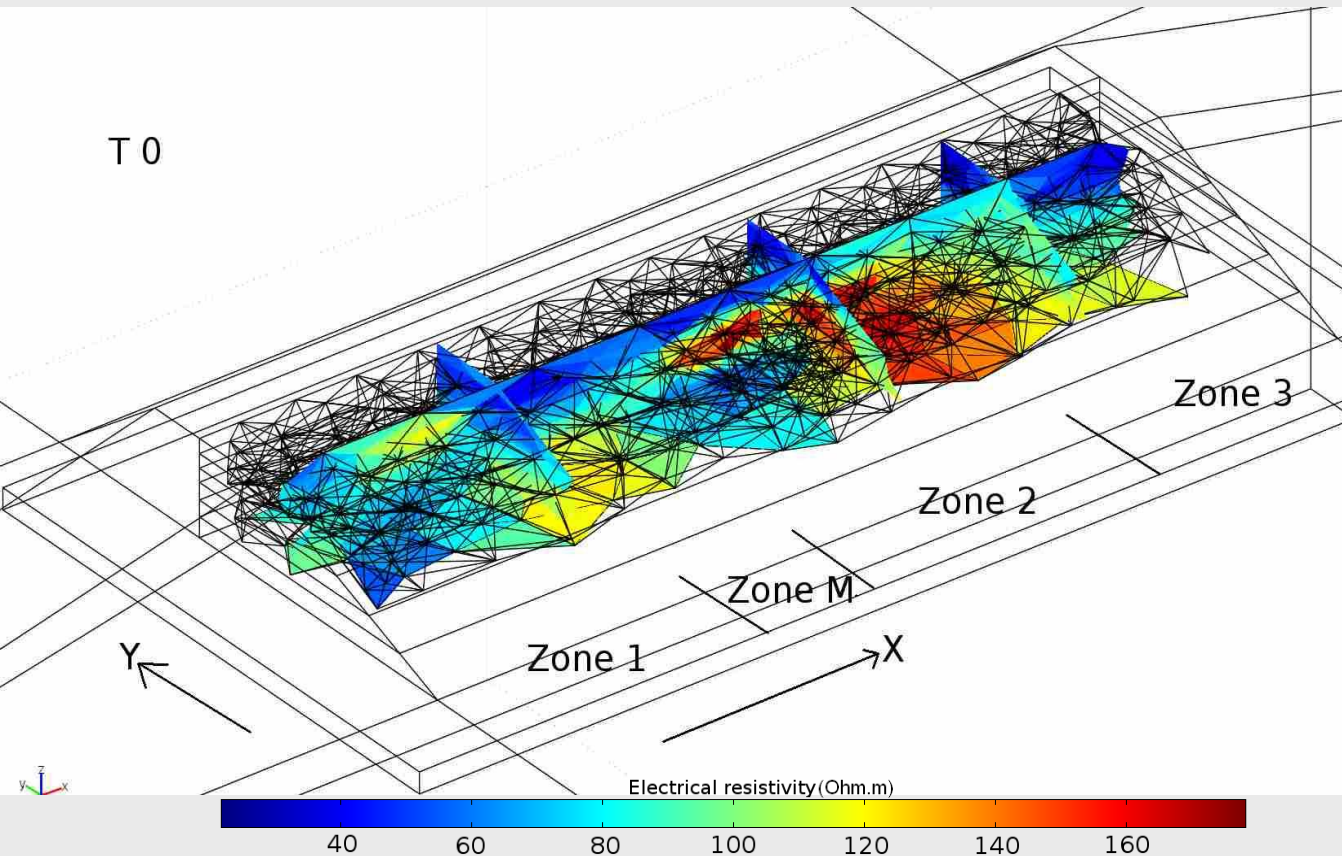 T 0
Zone 3
Zone 2
Zone M
Zone 1
Y
X
z
y
x
Electrical resistivity(Ohm.m)
40 60 80 100 120 140 160